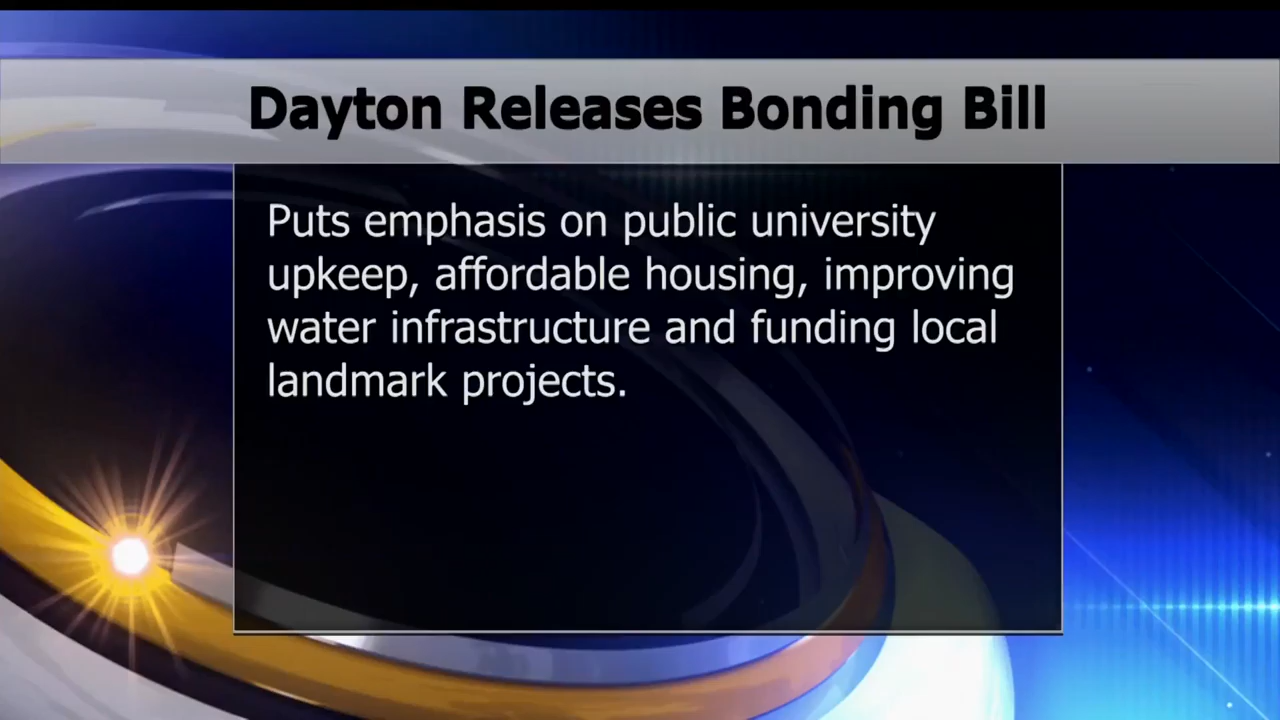 Dayton Releases Bonding Bill
Puts emphasis on public university
upkeep, affordable housing, improving
water infrastructure and funding local
landmark projects.